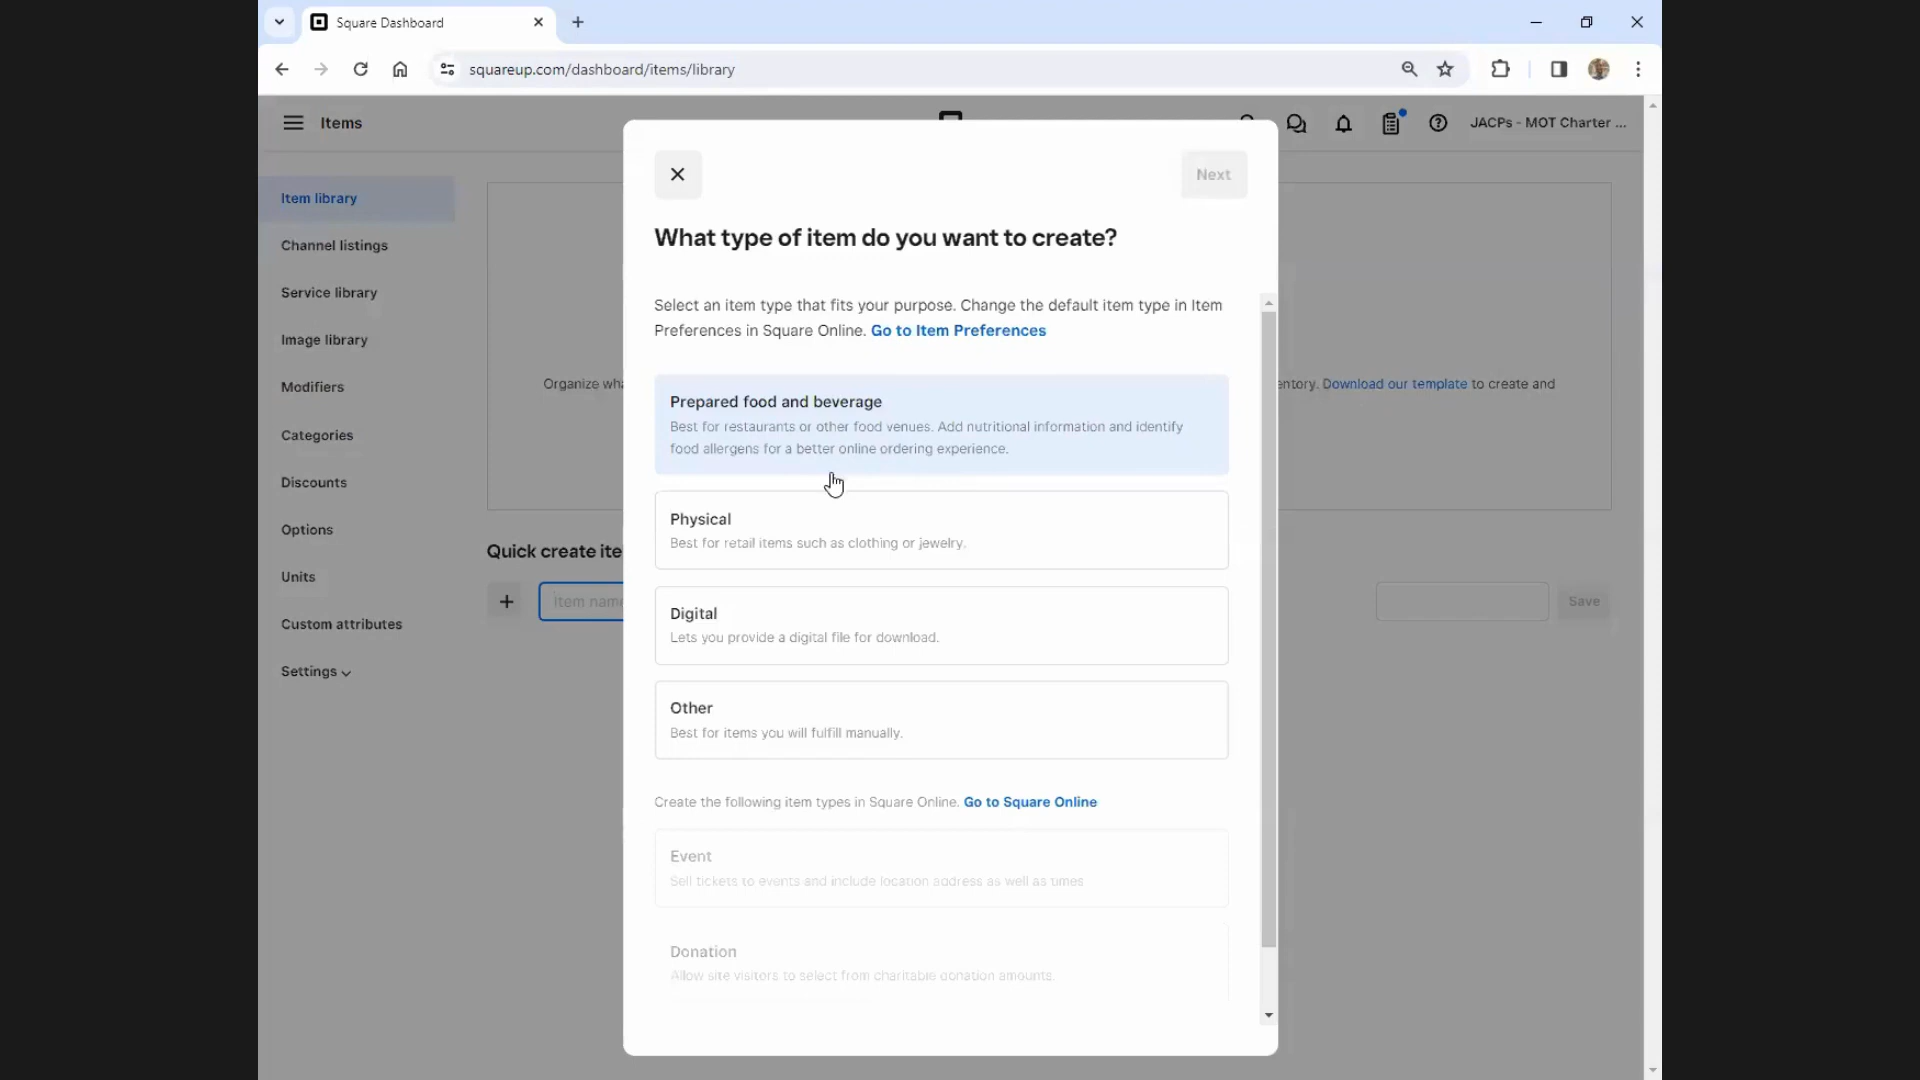 Square Dashboard
squareup.com/dashboard/items/library
Items
JACPs - MOT Charter ...
Item library
Channel listings
Service library
Image library
Modifiers
Categories
Discounts
Options
Units
Custom attributes
Settings
Organize wha
entory. Download our template to create and
Quick create ite
Item name
Save
Next
What type of item do you want to create?
Select an item type that fits your purpose. Change the default item type in Item
Preferences in Square Online. Go to Item Preferences
Prepared food and beverage
Best for restaurants or other food venues. Add nutritional information and identify
food allergens for a better online ordering experience.
Physical
Best for retail items such as clothing or jewelry.
Digital
Lets you provide a digital file for download.
Other
Best for items you will fulfill manually.
Create the following item types in Square Online. Go to Square Online
Event
Sell tickets to events and include location address as well as times
Donation
Allow site visitors to select from charitable donation amounts.